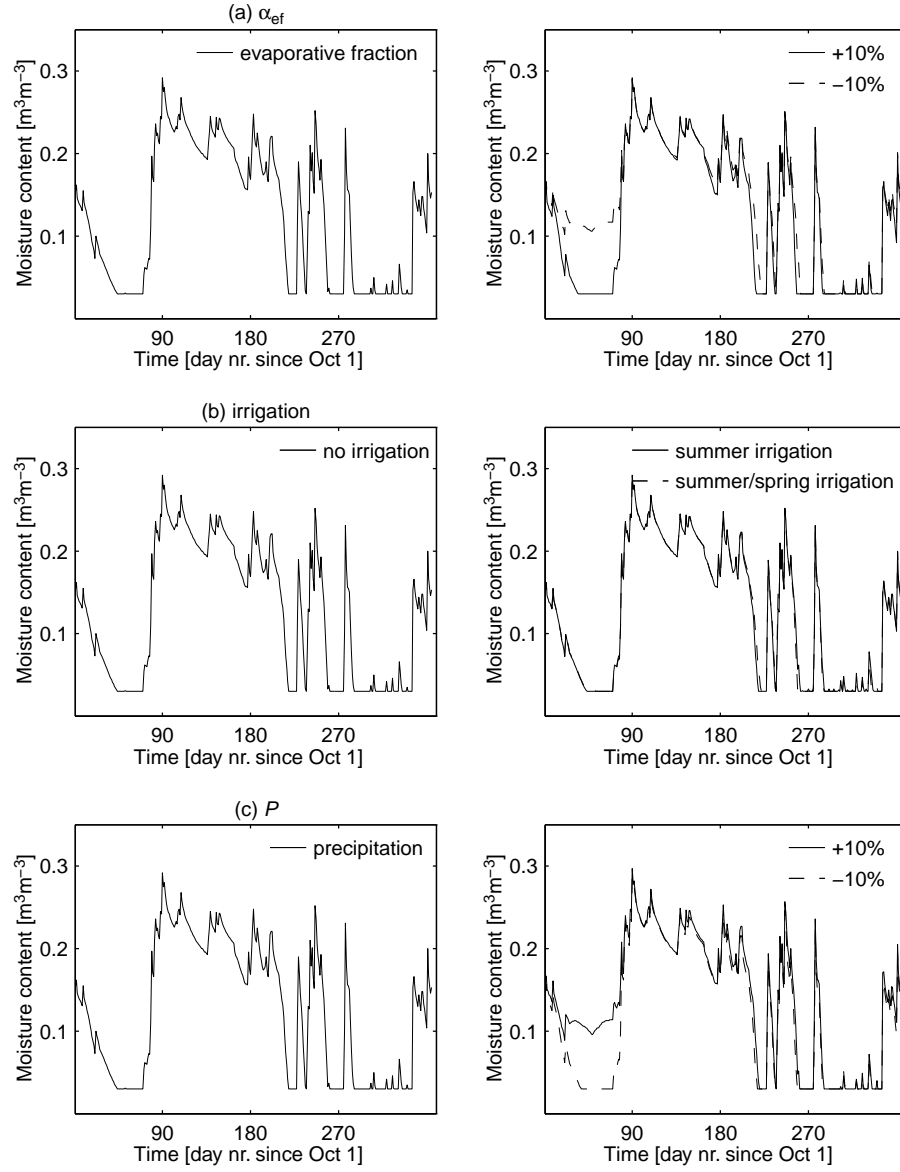 (a) αef
evaporative fraction
Moisture content [m³m⁻³]
0.3
0.2
0.1
90 180 270
Time [day nr. since Oct 1]
+10%
−10%
Moisture content [m³m⁻³]
0.3
0.2
0.1
90 180 270
Time [day nr. since Oct 1]
(b) irrigation
no irrigation
Moisture content [m³m⁻³]
0.3
0.2
0.1
90 180 270
Time [day nr. since Oct 1]
summer irrigation
summer/spring irrigation
Moisture content [m³m⁻³]
0.3
0.2
0.1
90 180 270
Time [day nr. since Oct 1]
(c) P
precipitation
Moisture content [m³m⁻³]
0.3
0.2
0.1
90 180 270
Time [day nr. since Oct 1]
+10%
−10%
Moisture content [m³m⁻³]
0.3
0.2
0.1
90 180 270
Time [day nr. since Oct 1]